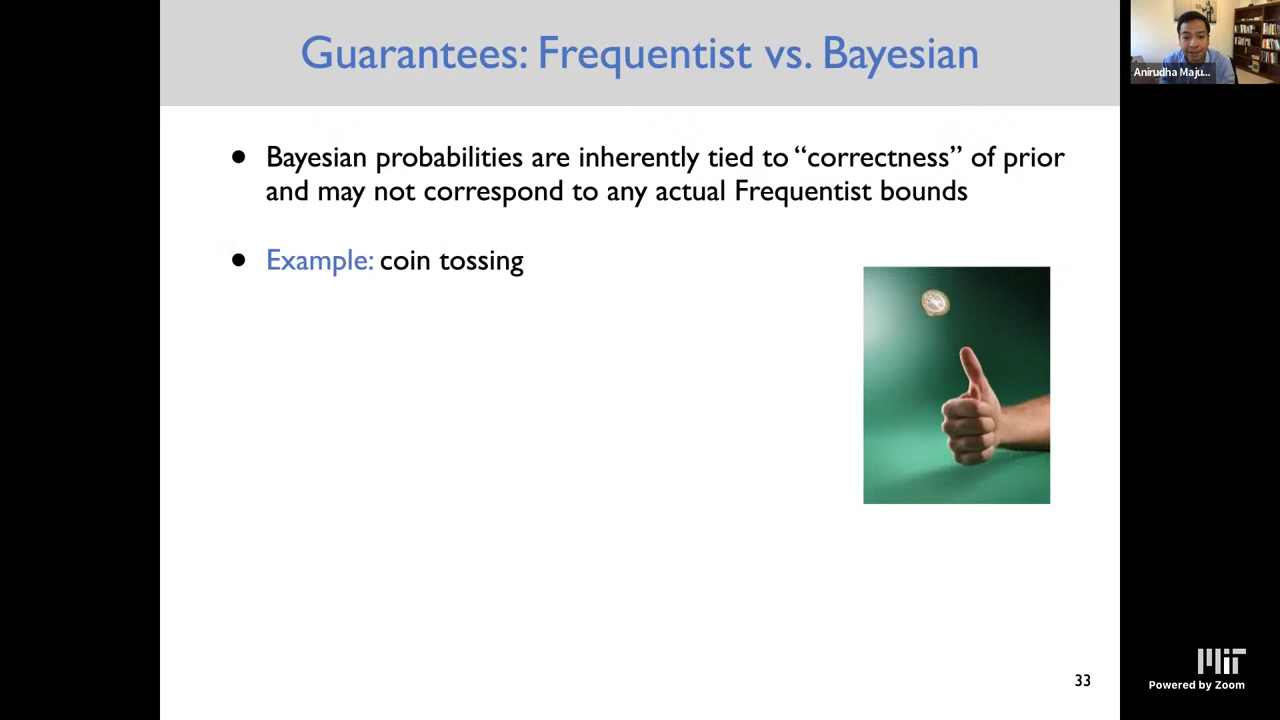 Guarantees: Frequentist vs. Bayesian
Anirudha Maju...
• Bayesian probabilities are inherently tied to “correctness” of prior
and may not correspond to any actual Frequentist bounds
• Example: coin tossing
33
MIT
Powered by Zoom